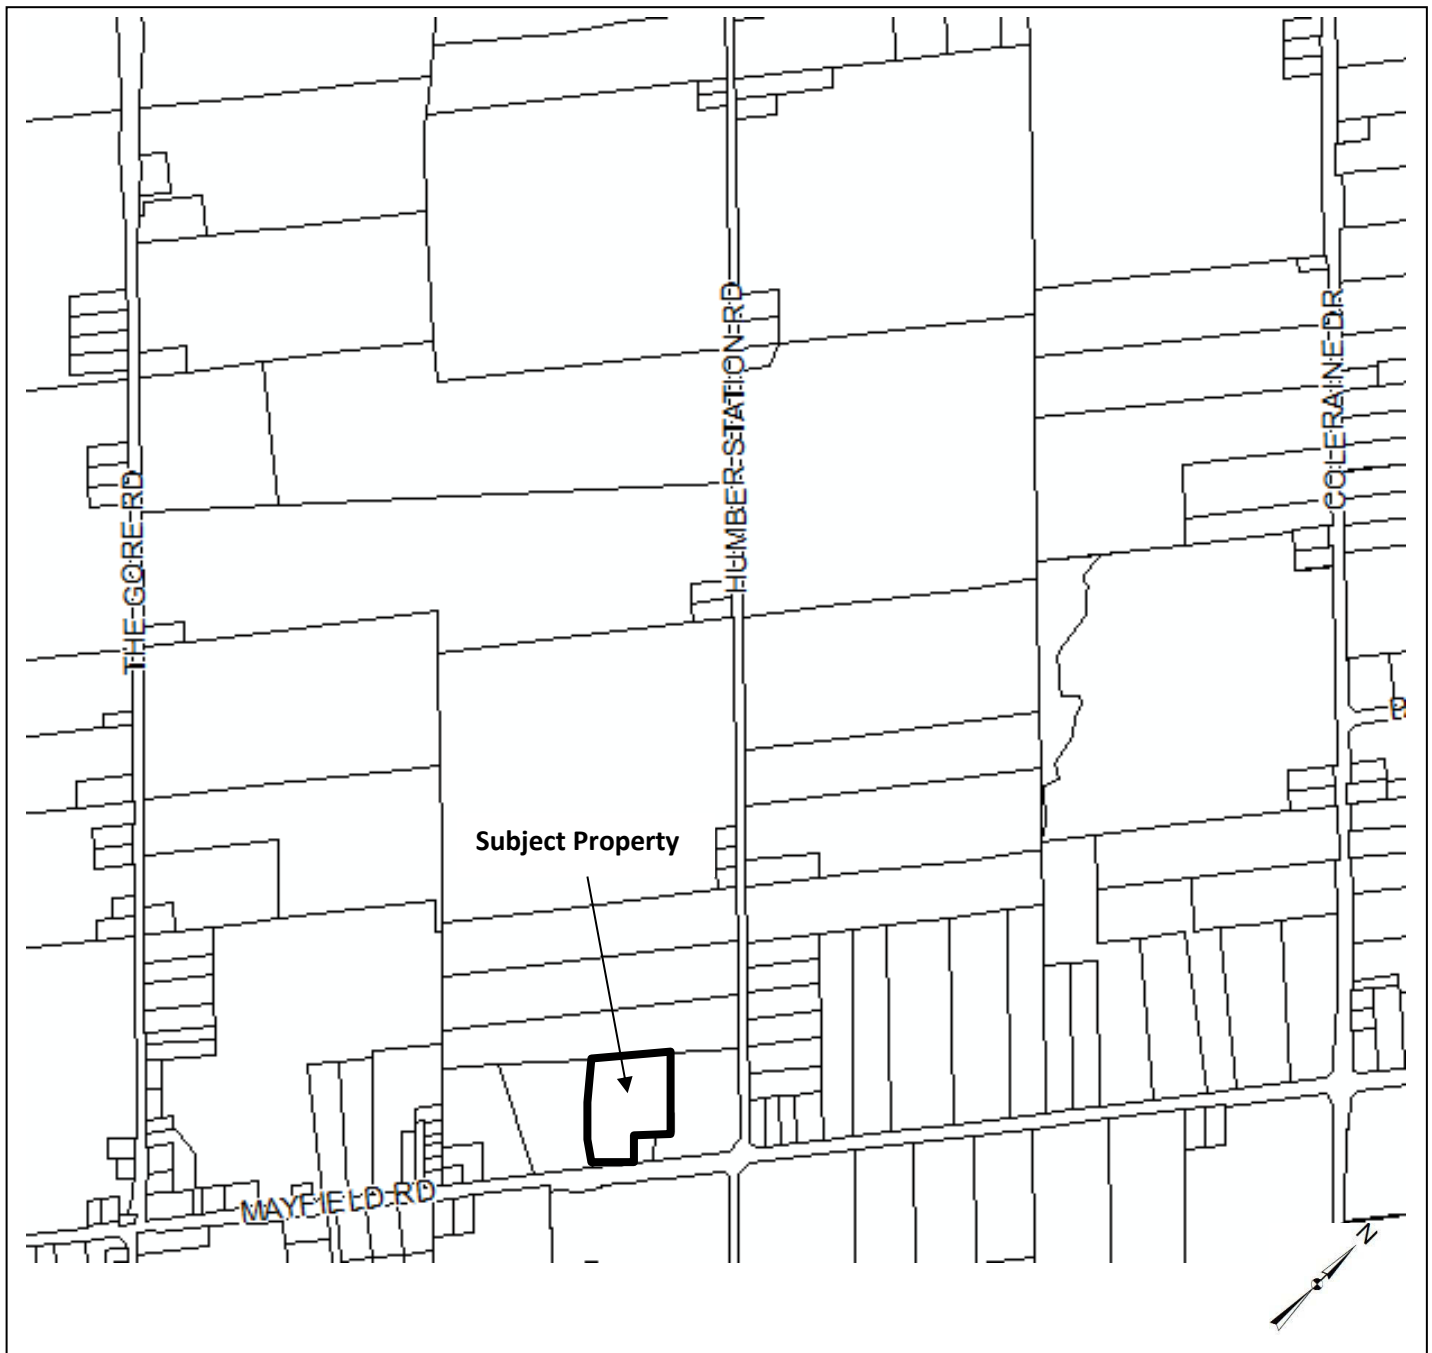 HUMBER STATION RD
COLERAINE DR
THE GORE RD
Subject Property
MAYFIELD RD
N